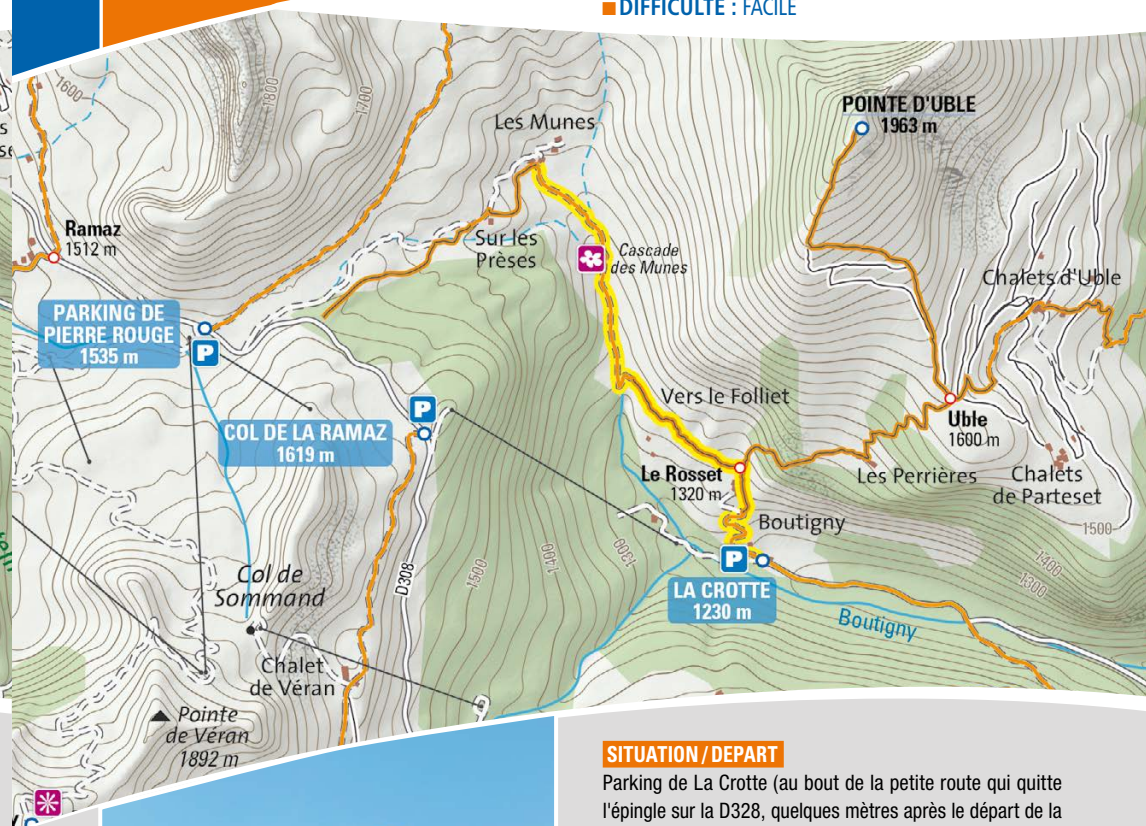 ■ DIFFICULTÉ : FACILE
1600
1800
1700
Les Munes
POINTE D'UBLE
1963 m
Ramaz
1512 m
Sur les
Prèses
Cascade
des Munes
Chalets d'Uble
PARKING DE
PIERRE ROUGE
1535 m
P
P
COL DE LA RAMAZ
1619 m
Vers le Folliet
Uble
1600 m
Le Rosset
1320 m
Les Perrières
Chalets
de Parteset
Boutigny
1500
1400
1300
P
LA CROTTE
1230 m
Boutigny
1500
1400
1300
D308
Col de
Sommand
Chalet
de Véran
Pointe
de Véran
1892 m
SITUATION / DEPART
Parking de La Crotte (au bout de la petite route qui quitte
l'épingle sur la D328, quelques mètres après le départ de la